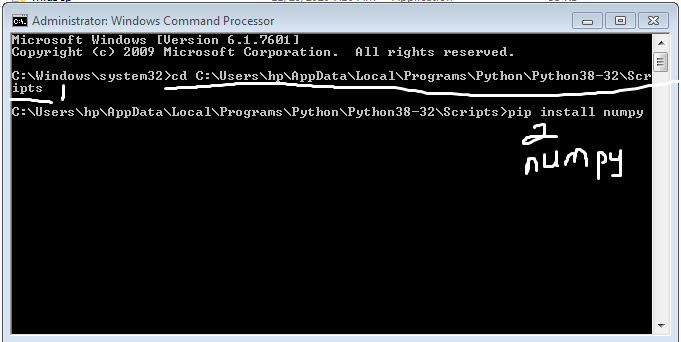 Administrator: Windows Command Processor
Microsoft Windows [Version 6.1.7601]
Copyright (c) 2009 Microsoft Corporation.  All rights reserved.
C:\Windows\system32>cd C:\Users\hp\AppData\Local\Programs\Python\Python38-32\Scr
ipts
1
C:\Users\hp\AppData\Local\Programs\Python\Python38-32\Scripts>pip install numpy
2
numpy